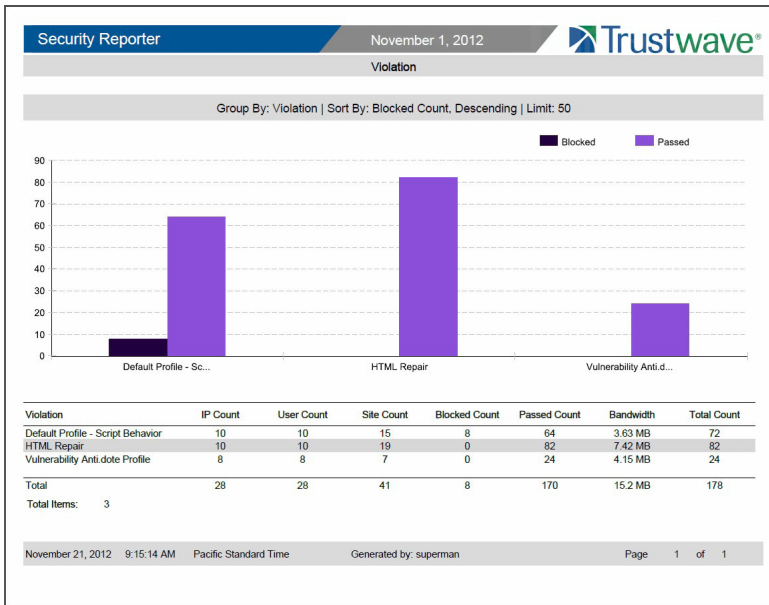 Security Reporter November 1, 2012 Trustwave®
Violation
Group By: Violation | Sort By: Blocked Count, Descending | Limit: 50
Blocked Passed
90
80
70
60
50
40
30
20
10
0
Default Profile - Sc... HTML Repair Vulnerability Anti.d...
Violation IP Count User Count Site Count Blocked Count Passed Count Bandwidth Total Count
Default Profile - Script Behavior 10 10 15 8 64 3.63 MB 72
HTML Repair 10 10 19 0 82 7.42 MB 82
Vulnerability Anti.dote Profile 8 8 7 0 24 4.15 MB 24
Total 28 28 41 8 170 15.2 MB 178
Total Items: 3
November 21, 2012 9:15:14 AM Pacific Standard Time Generated by: superman Page 1 of 1